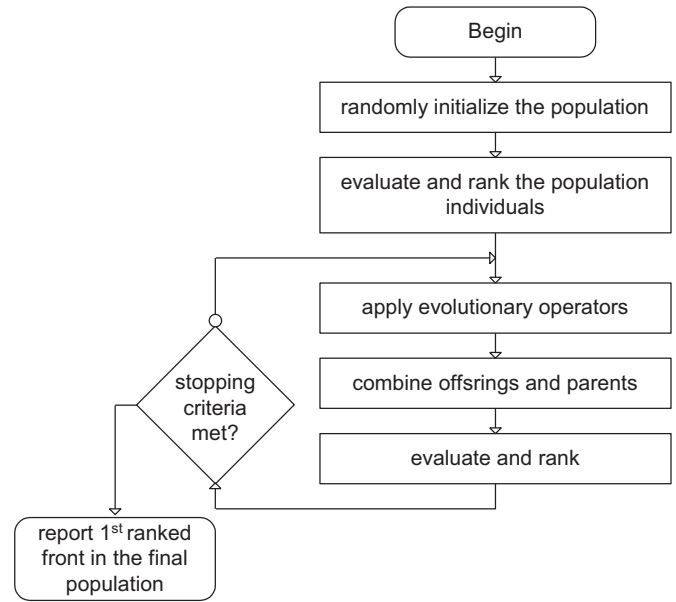 Begin
randomly initialize the population
evaluate and rank the population
individuals
apply evolutionary operators
combine offsrings and parents
evaluate and rank
stopping
criteria
met?
report 1st ranked
front in the final
population